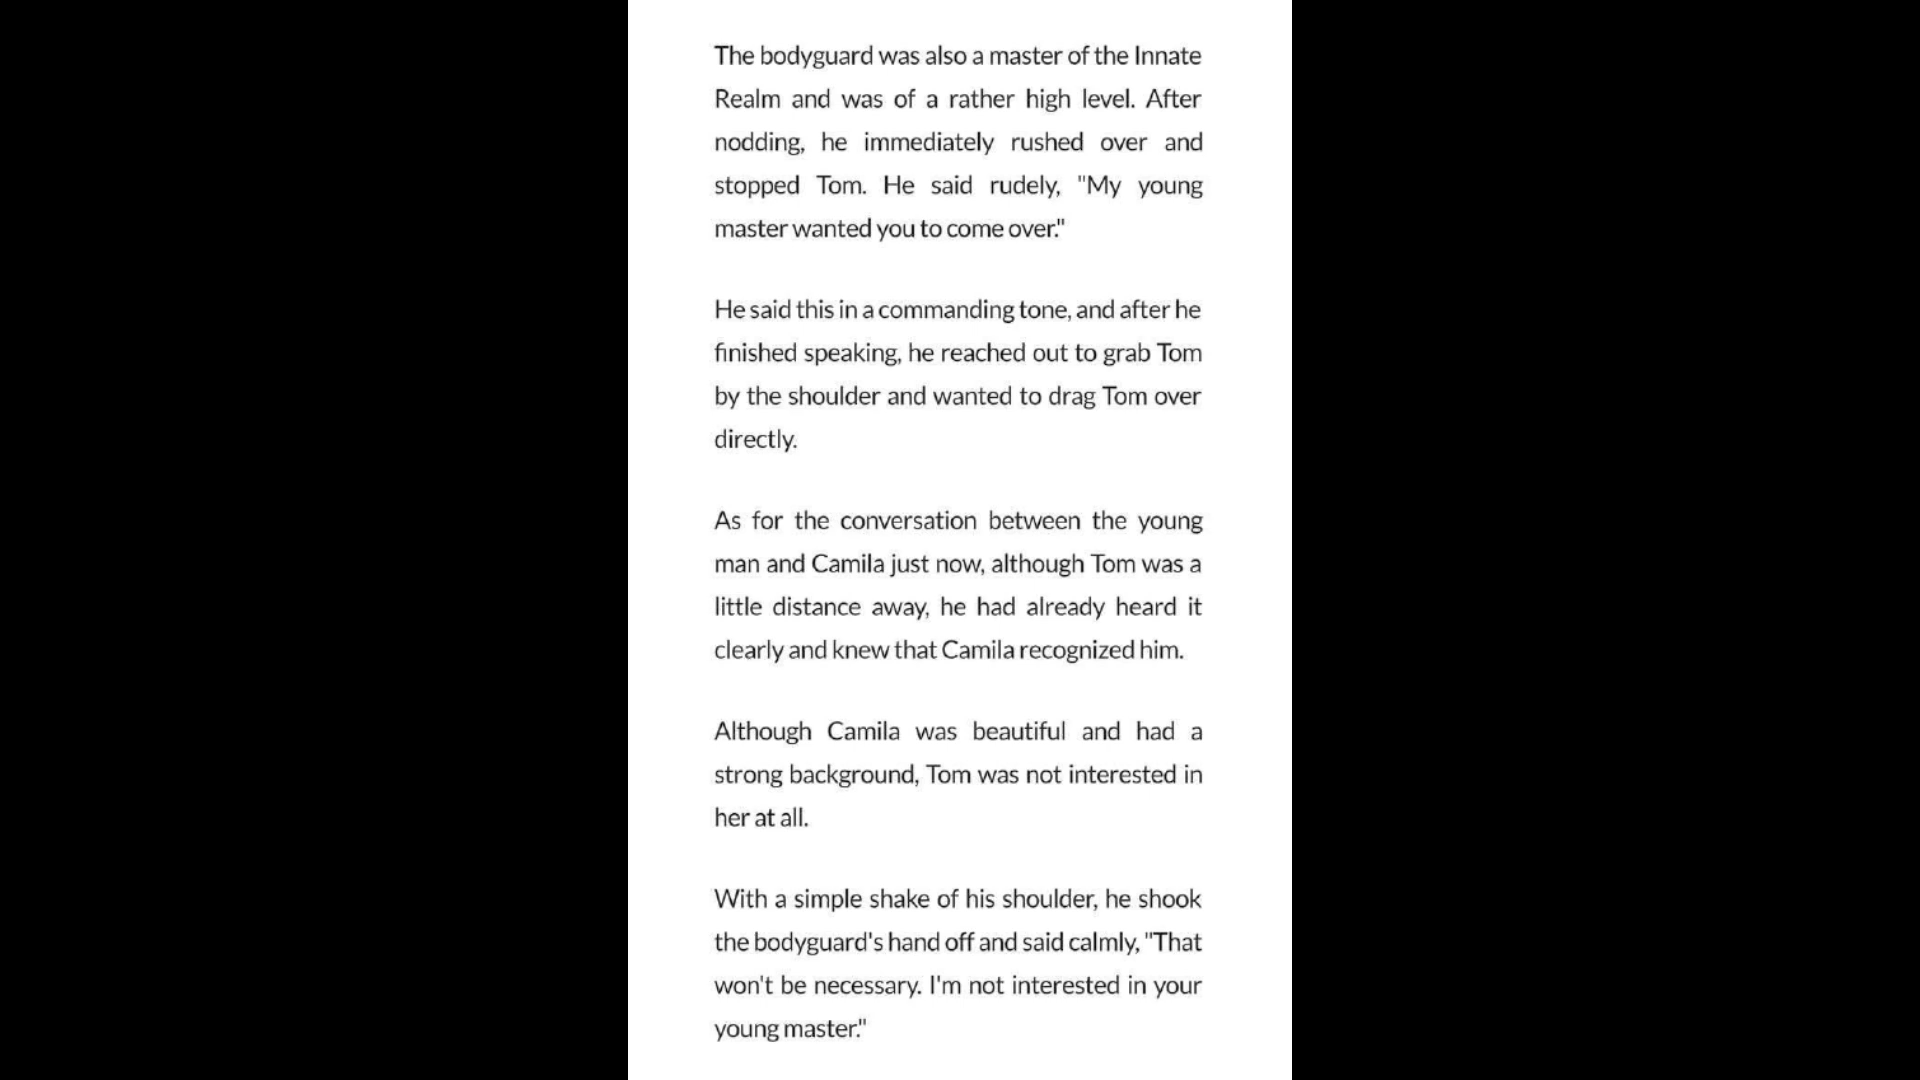 The bodyguard was also a master of the Innate
Realm and was of a rather high level. After
nodding, he immediately rushed over and
stopped Tom. He said rudely, "My young
master wanted you to come over."
He said this in a commanding tone, and after he
finished speaking, he reached out to grab Tom
by the shoulder and wanted to drag Tom over
directly.
As for the conversation between the young
man and Camila just now, although Tom was a
little distance away, he had already heard it
clearly and knew that Camila recognized him.
Although Camila was beautiful and had a
strong background, Tom was not interested in
her at all.
With a simple shake of his shoulder, he shook
the bodyguard's hand off and said calmly, "That
won't be necessary. I'm not interested in your
young master."